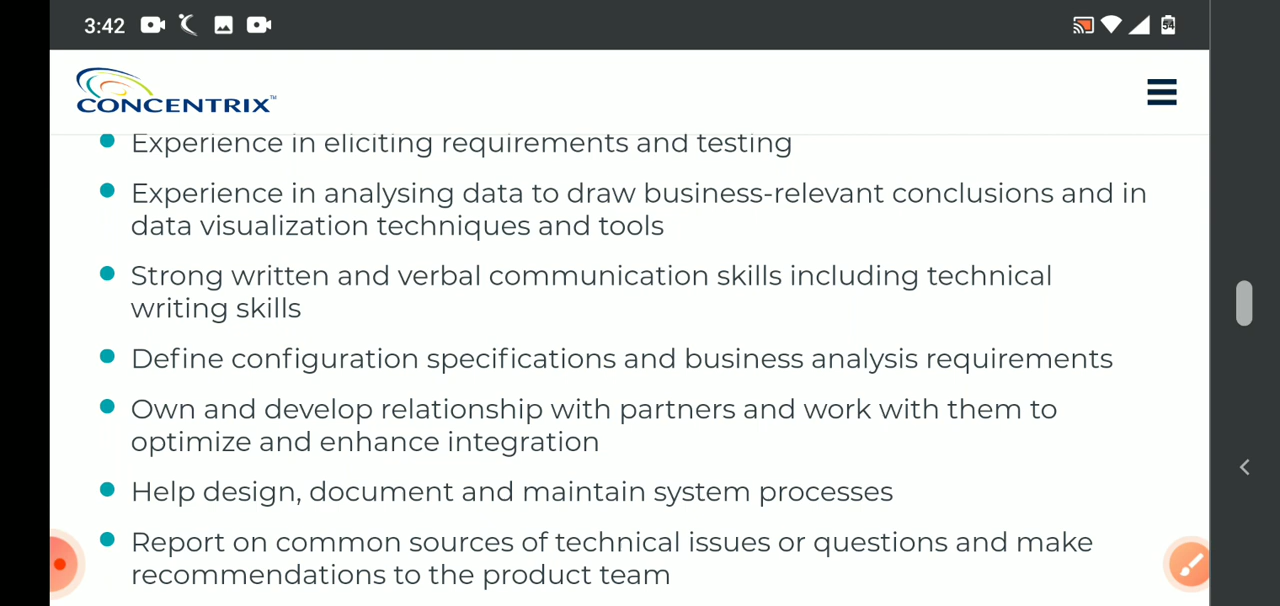 3:42
54
CONCENTRIX™
Experience in eliciting requirements and testing
Experience in analysing data to draw business-relevant conclusions and in
data visualization techniques and tools
Strong written and verbal communication skills including technical
writing skills
Define configuration specifications and business analysis requirements
Own and develop relationship with partners and work with them to
optimize and enhance integration
Help design, document and maintain system processes
Report on common sources of technical issues or questions and make
recommendations to the product team